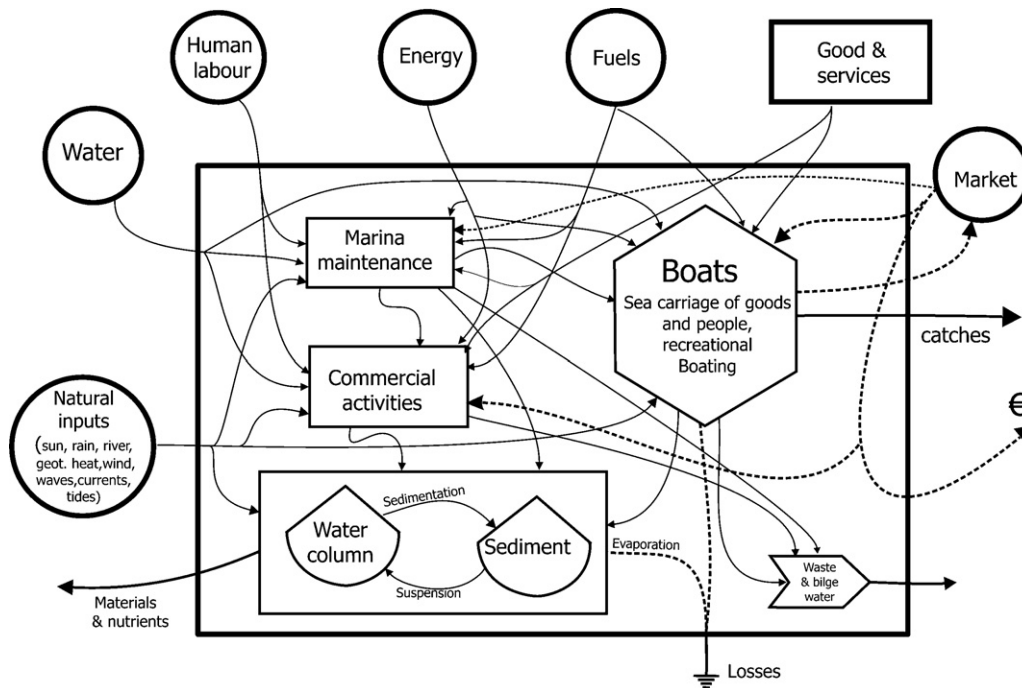 Human
labour
Energy
Fuels
Good &
services
Water
Market
Marina
maintenance
Boats
Sea carriage of goods
and people,
recreational
Boating
catches
Commercial
activities
Natural
inputs
(sun, rain, river,
geot. heat,wind,
waves,currents,
tides)
€
Sedimentation
Water
column
Sediment
Suspension
Evaporation
Waste
& bilge
water
Materials
& nutrients
Losses